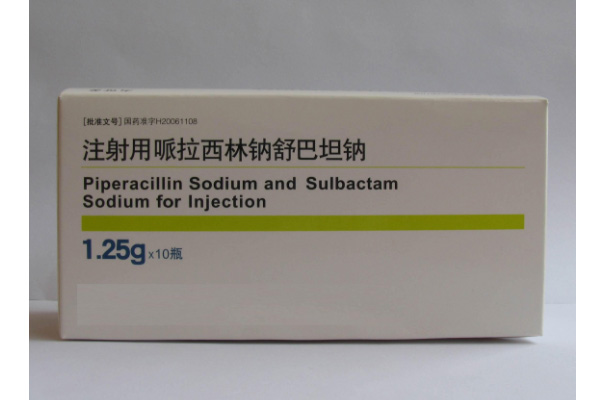 [批准文号]国药准字H20061108
注射用哌拉西林钠舒巴坦钠
Piperacillin Sodium and Sulbactam
Sodium for Injection
1.25g×10瓶